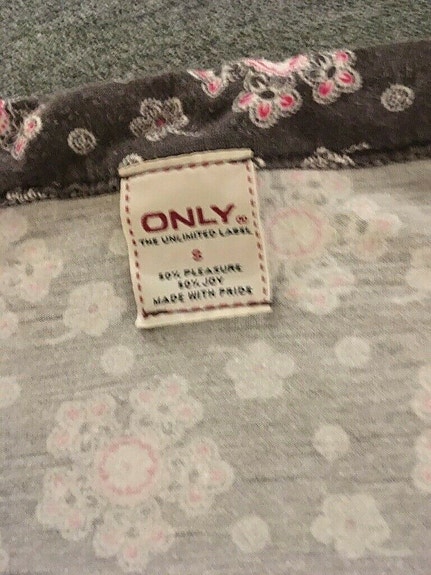 ONLY®
THE UNLIMITED LABEL
S
50% PLEASURE
50% JOY
MADE WITH PRIDE